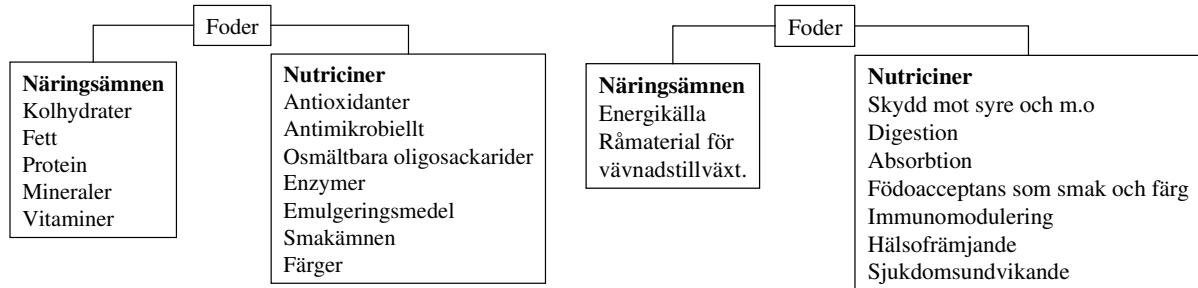 Foder
Näringsämnen
Kolhydrater
Fett
Protein
Mineraler
Vitaminer
Nutriciner
Antioxidanter
Antimikrobiellt
Osmältbara oligosackarider
Enzymer
Emulgeringsmedel
Smakämnen
Färger
Foder
Näringsämnen
Energikälla
Råmaterial för
vävnadstillväxt.
Nutriciner
Skydd mot syre och m.o
Digestion
Absorbtion
Födoacceptans som smak och färg
Immunomodulering
Hälsofrämjande
Sjukdomsundvikande